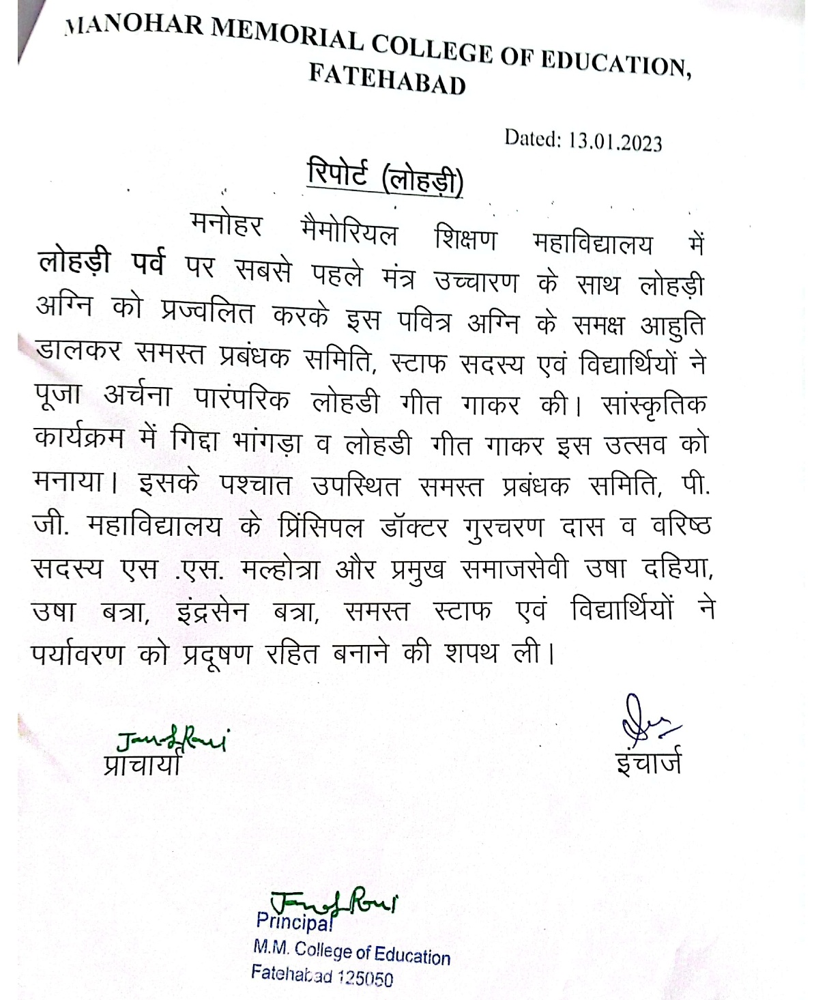 MANOHAR MEMORIAL COLLEGE OF EDUCATION,
FATEHABAD
Dated: 13.01.2023
रिपोर्ट (लोहड़ी)
मनोहर मैमोरियल शिक्षण महाविद्यालय में
लोहड़ी पर्व पर सबसे पहले मंत्र उच्चारण के साथ लोहड़ी
अग्नि को प्रज्वलित करके इस पवित्र अग्नि के समक्ष आहुति
डालकर समस्त प्रबंधक समिति, स्टाफ सदस्य एवं विद्यार्थियों ने
पूजा अर्चना पारंपरिक लोहडी गीत गाकर की। सांस्कृतिक
कार्यक्रम में गिद्दा भांगड़ा व लोहडी गीत गाकर इस उत्सव को
मनाया। इसके पश्चात उपस्थित समस्त प्रबंधक समिति, पी.
जी. महाविद्यालय के प्रिंसिपल डॉक्टर गुरचरण दास व वरिष्ठ
सदस्य एस .एस. मल्होत्रा और प्रमुख समाजसेवी उषा दहिया,
उषा बत्रा, इंद्रसेन बत्रा, समस्त स्टाफ एवं विद्यार्थियों ने
पर्यावरण को प्रदूषण रहित बनाने की शपथ ली।
प्राचार्या
इंचार्ज
Principal
M.M. College of Education
Fatehabad 125050